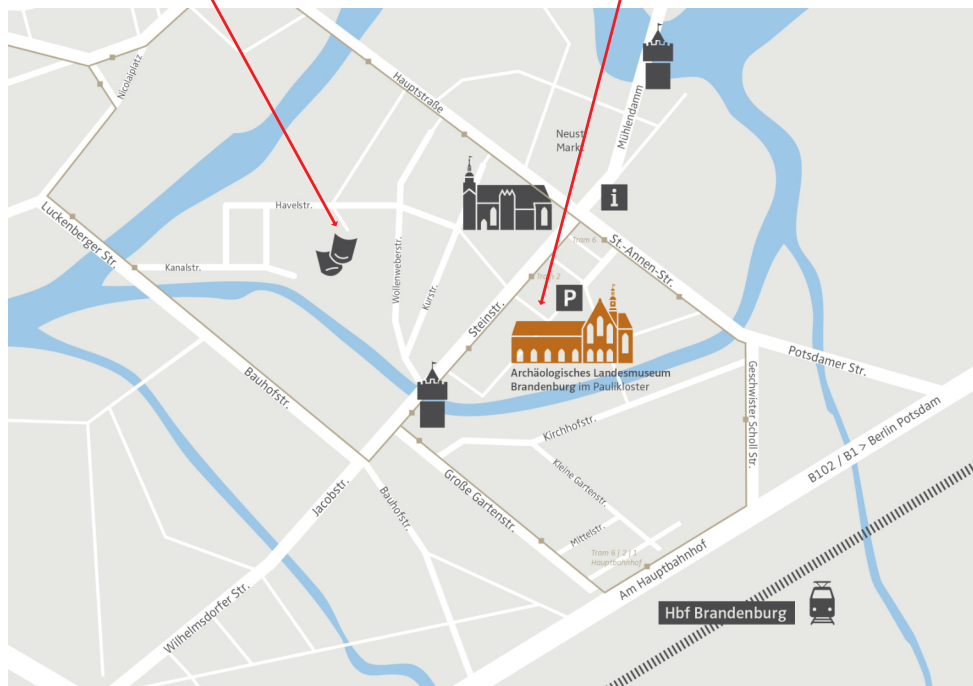 Nicolaiplatz
Hauptstraße
Mühlendamm
Neust
Markt
i
Havelstr.
Luckenberger Str.
Kanalstr.
Wollenweberstr.
Kurstr.
Steinstr.
Tram 6
Tram 2
St.-Annen-Str.
P
Archäologisches Landesmuseum
Brandenburg im Paulikloster
Potsdamer Str.
Geschwister Scholl Str.
Bauhofstr.
Kirchhofstr.
B102 / B1 > Berlin Potsdam
Kleine Gartenstr.
Große Gartenstr.
Jacobstr.
Bauhofstr.
Mittelstr.
Tram 6 | 2 | 1
Hauptbahnhof
Am Hauptbahnhof
Wilhelmsdorfer Str.
Hbf Brandenburg